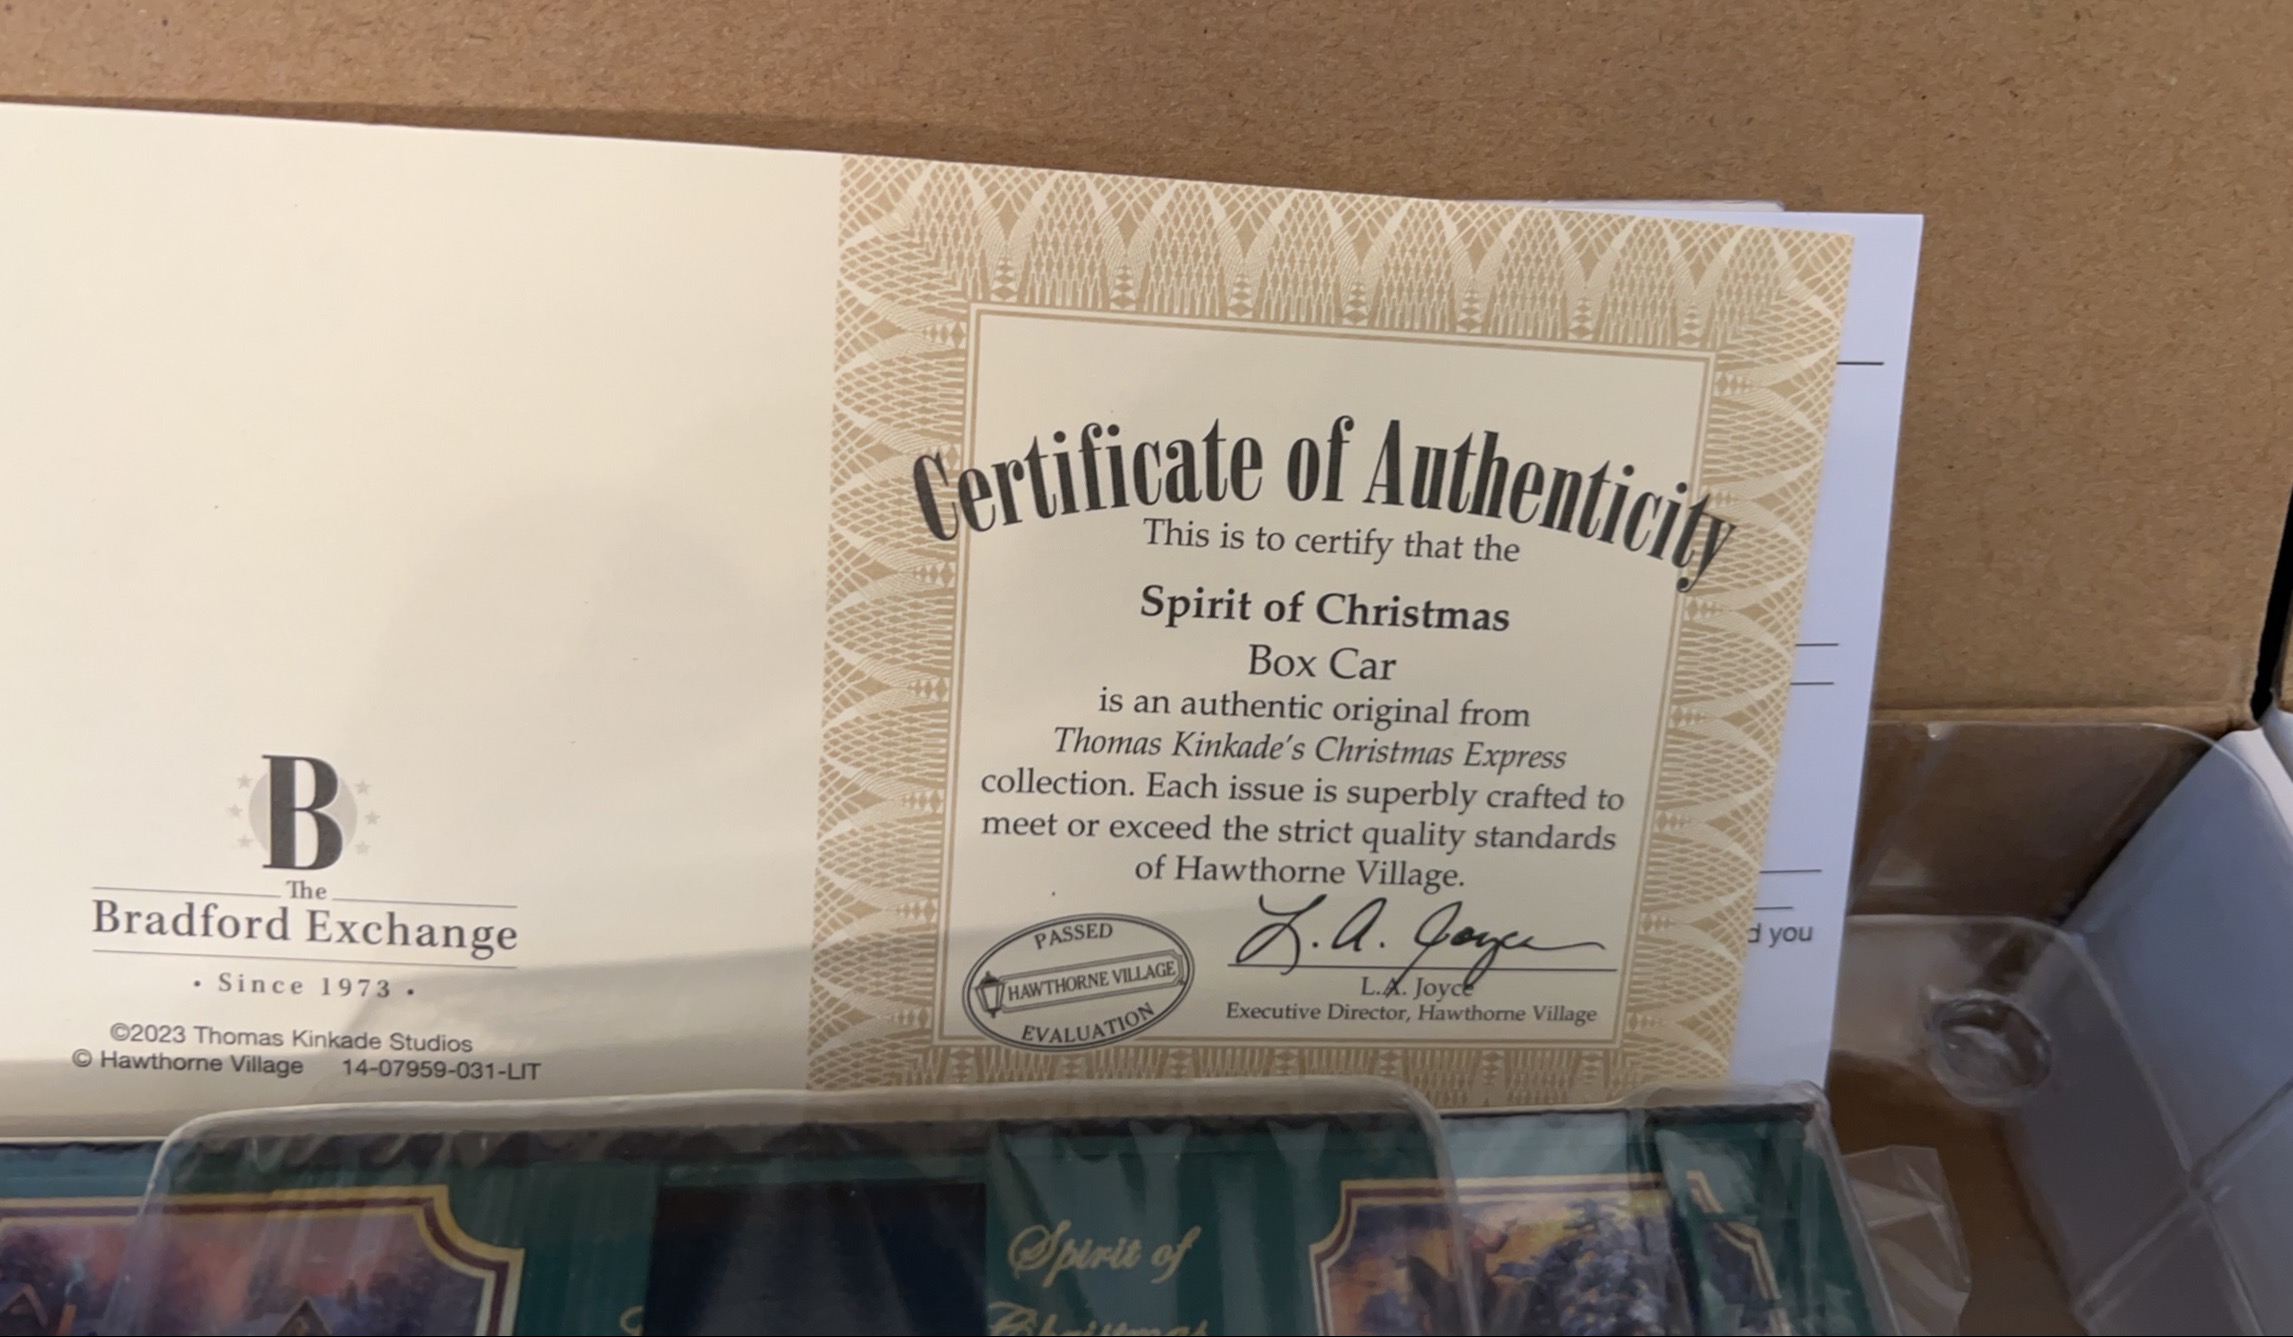 B
The
Bradford Exchange
• Since 1973 •
©2023 Thomas Kinkade Studios
© Hawthorne Village 14-07959-031-LIT
Certificate of Authenticity
This is to certify that the
Spirit of Christmas
Box Car
is an authentic original from
Thomas Kinkade's Christmas Express
collection. Each issue is superbly crafted to
meet or exceed the strict quality standards
of Hawthorne Village.
PASSED
HAWTHORNE VILLAGE
EVALUATION
L.A. Joyce
L.A. Joyce
Executive Director, Hawthorne Village
you
Spirit of
Christmas